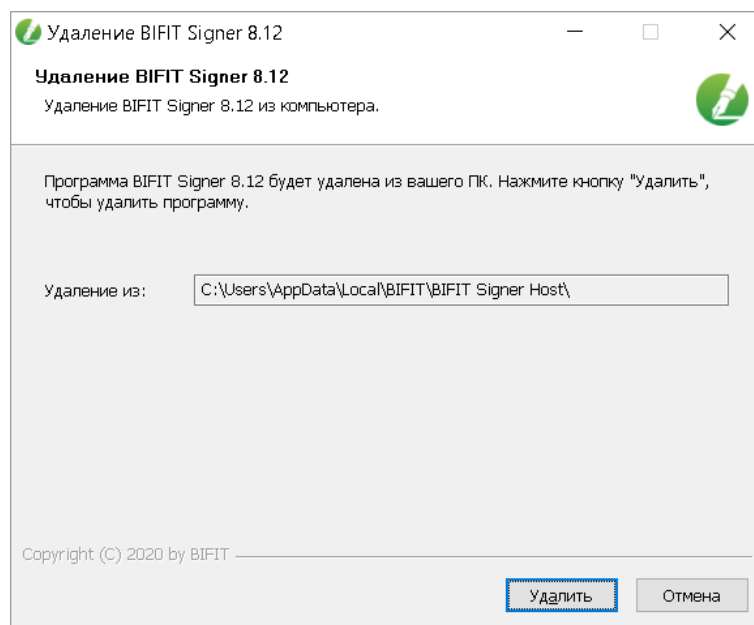 Удаление BIFIT Signer 8.12
Удаление BIFIT Signer 8.12
Удаление BIFIT Signer 8.12 из компьютера.
Программа BIFIT Signer 8.12 будет удалена из вашего ПК. Нажмите кнопку "Удалить",
чтобы удалить программу.
Удаление из: C:\Users\AppData\Local\BIFIT\BIFIT Signer Host\
Copyright (C) 2020 by BIFIT
Удалить Отмена